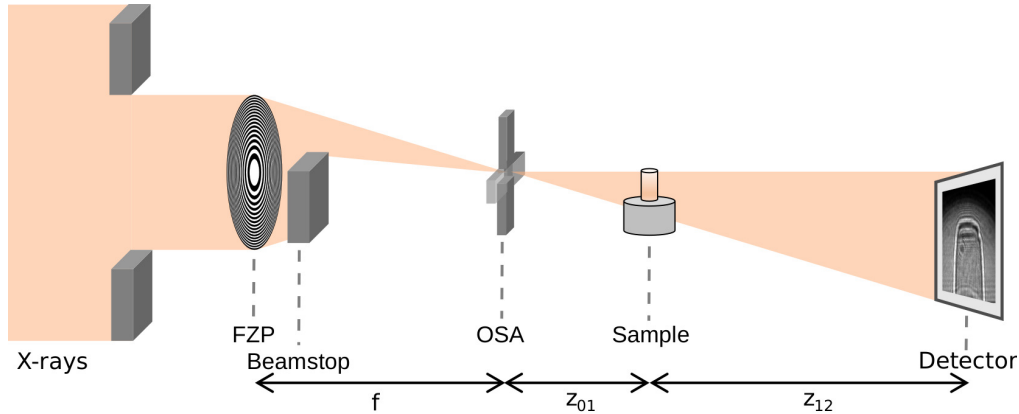 FZP
OSA
Sample
X-rays
Beamstop
Detector
f
z01
z12